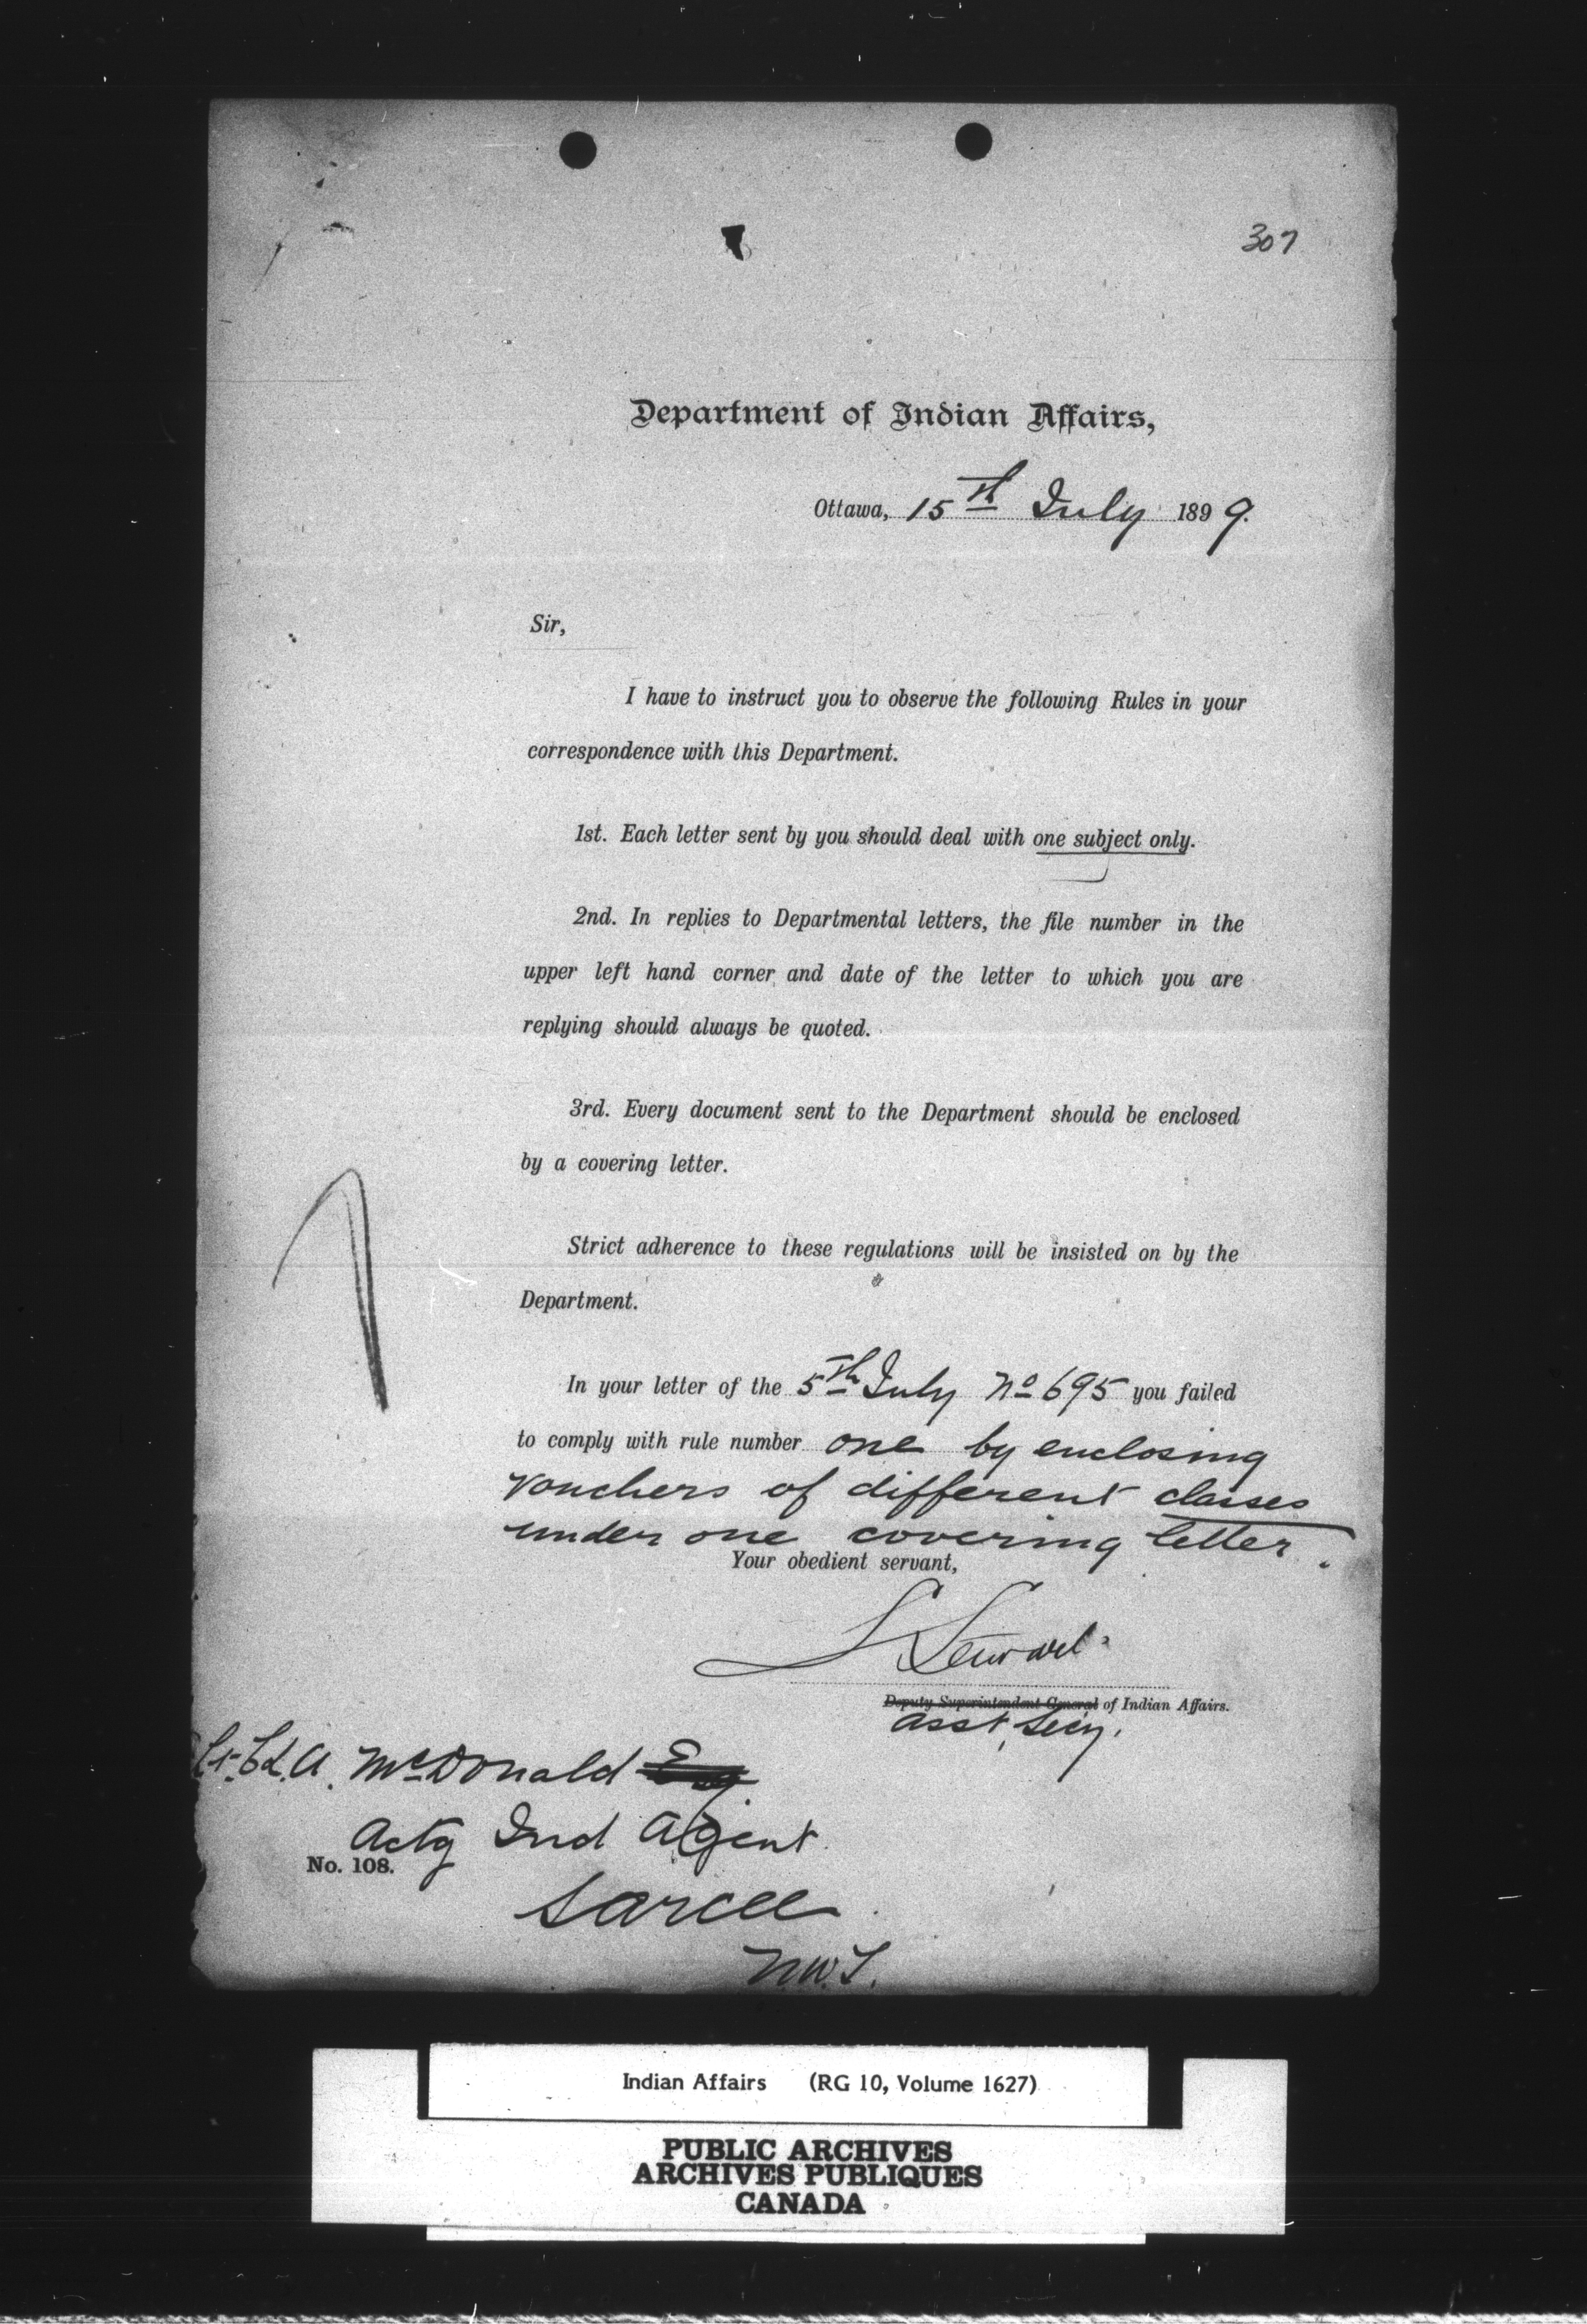 307
Department of Indian Affairs,
Ottawa, 15th July 1899.
Sir,
I have to instruct you to observe the following Rules in your
correspondence with this Department.
1st. Each letter sent by you should deal with one subject only.
2nd. In replies to Departmental letters, the file number in the
upper left hand corner and date of the letter to which you are
replying should always be quoted.
3rd. Every document sent to the Department should be enclosed
by a covering letter.
Strict adherence to these regulations will be insisted on by the
Department.
In your letter of the 5th July No 695 you failed
to comply with rule number one by enclosing
vouchers of different classes
under one covering letter.
Your obedient servant,
S Stewart
Deputy Superintendent General of Indian Affairs.
Asst. Secy.
A. McDonald Esq
Actg Ind Agent
No. 108.
Sarcee
N.W.T.
Indian Affairs (RG 10, Volume 1627)
PUBLIC ARCHIVES
ARCHIVES PUBLIQUES
CANADA